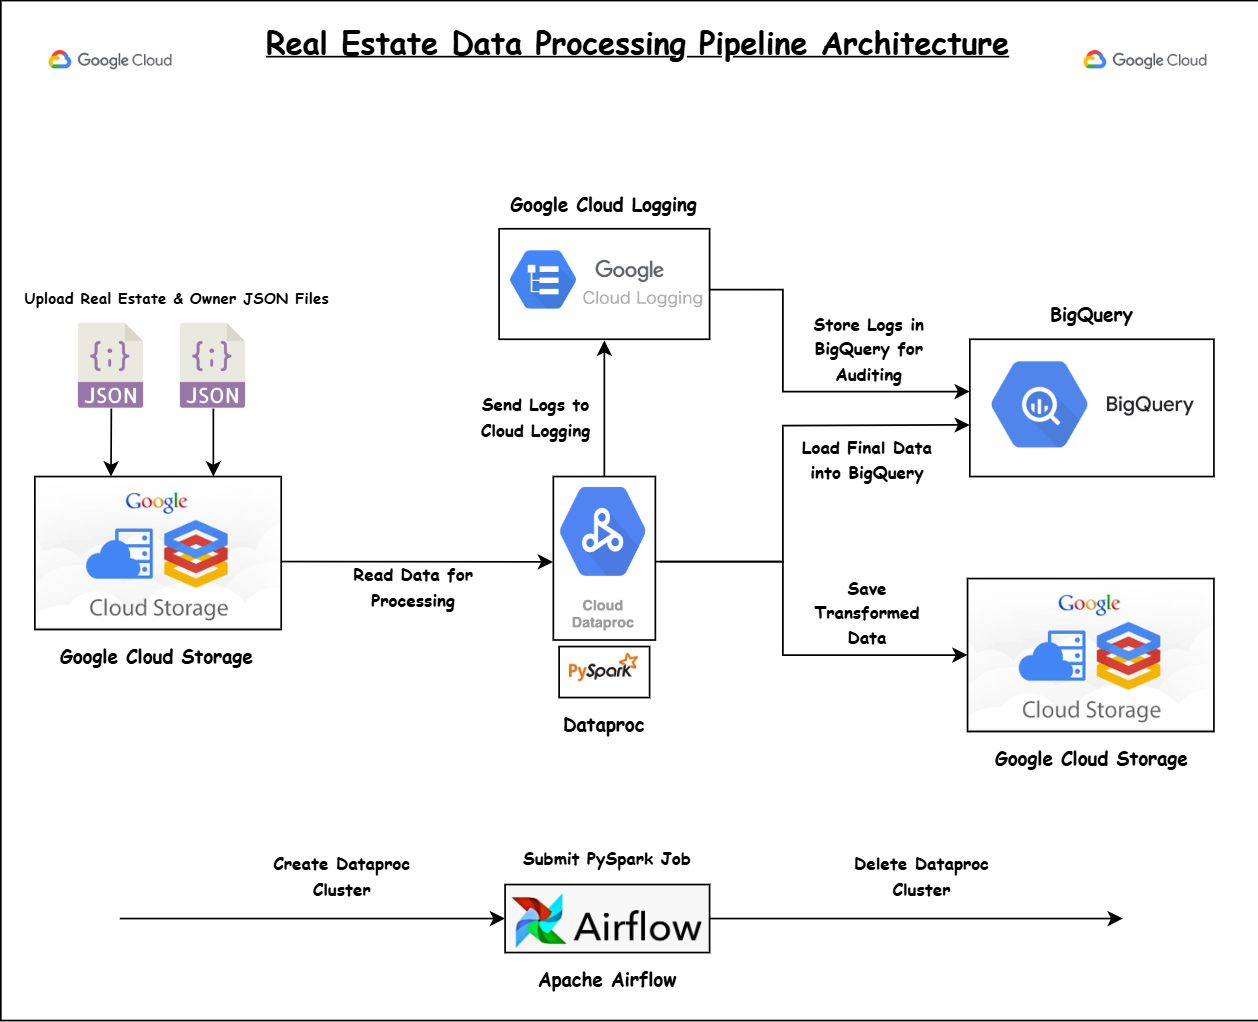 Real Estate Data Processing Pipeline Architecture
Google Cloud
Google Cloud
Google Cloud Logging
Google
Cloud Logging
Upload Real Estate & Owner JSON Files
{;}
JSON
{;}
JSON
Store Logs in
BigQuery for
Auditing
BigQuery
BigQuery
Send Logs to
Cloud Logging
Load Final Data
into BigQuery
Google
Cloud Storage
Google Cloud Storage
Read Data for
Processing
Cloud
Dataproc
PySpark
Dataproc
Save
Transformed
Data
Google
Cloud Storage
Google Cloud Storage
Create Dataproc
Cluster
Submit PySpark Job
Airflow
Apache Airflow
Delete Dataproc
Cluster